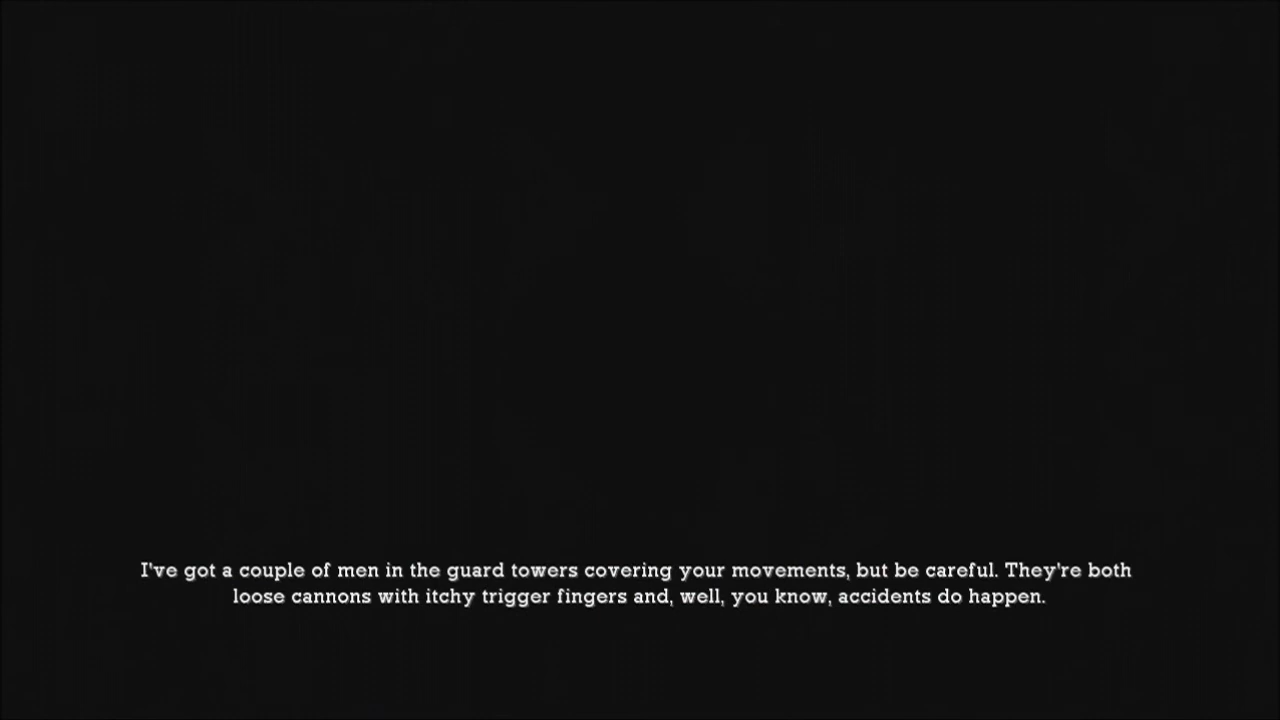 I've got a couple of men in the guard towers covering your movements, but be careful. They're both
loose cannons with itchy trigger fingers and, well, you know, accidents do happen.